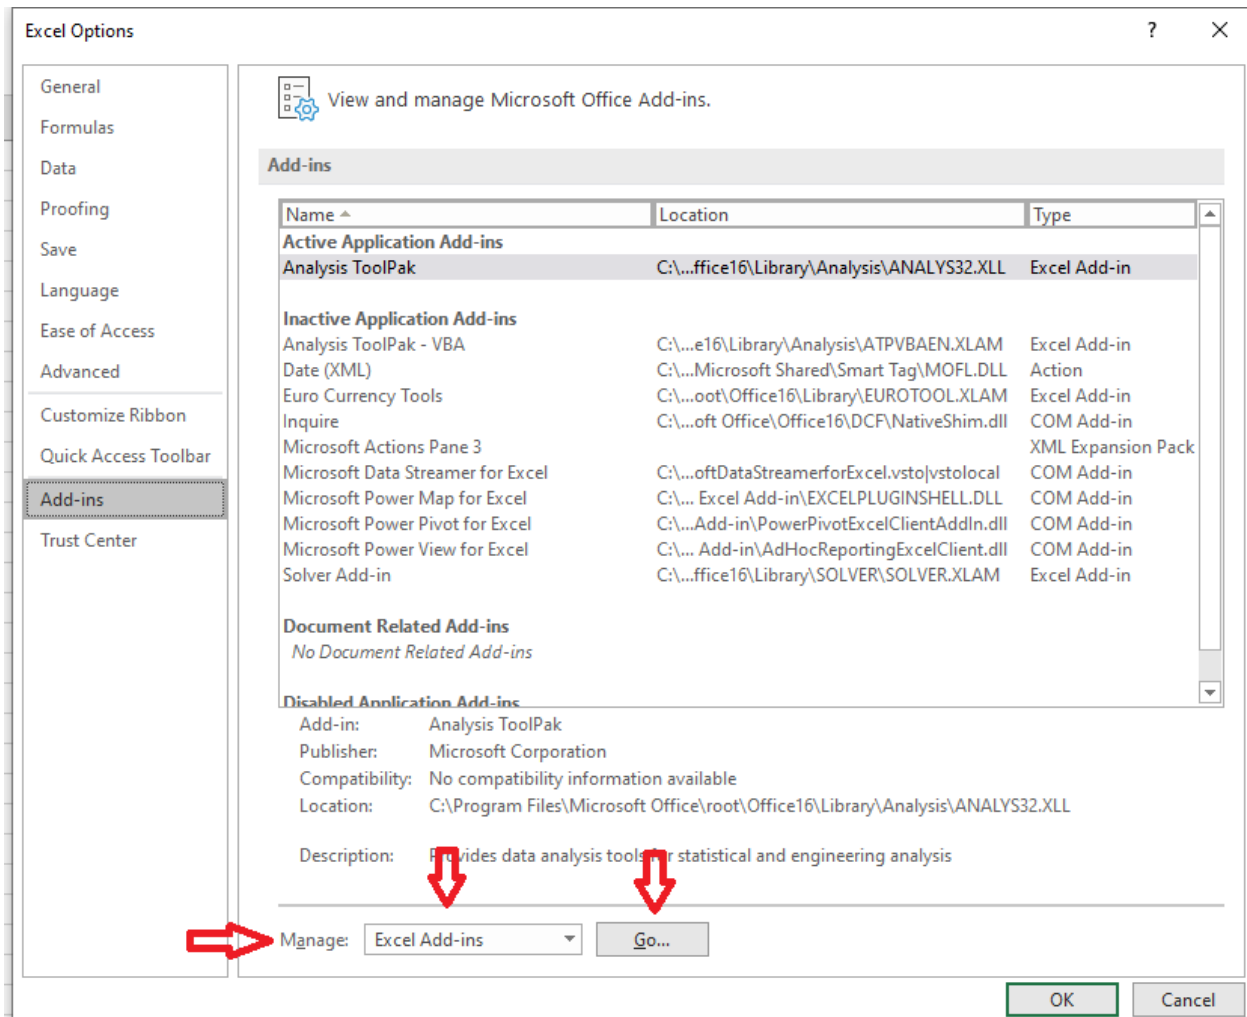 Excel Options
?
General
Formulas
Data
Proofing
Save
Language
Ease of Access
Advanced
Customize Ribbon
Quick Access Toolbar
Add-ins
Trust Center
View and manage Microsoft Office Add-ins.
Add-ins
Name Location Type
Active Application Add-ins
Analysis ToolPak C:\...ffice16\Library\Analysis\ANALYS32.XLL Excel Add-in
Inactive Application Add-ins
Analysis ToolPak - VBA C:\...e16\Library\Analysis\ATPVBAEN.XLAM Excel Add-in
Date (XML) C:\...Microsoft Shared\Smart Tag\MOFL.DLL Action
Euro Currency Tools C:\...oot\Office16\Library\EUROTOOL.XLAM Excel Add-in
Inquire C:\...oft Office\Office16\DCF\NativeShim.dll COM Add-in
Microsoft Actions Pane 3 XML Expansion Pack
Microsoft Data Streamer for Excel C:\...oftDataStreamerforExcel.vsto|vstolocal COM Add-in
Microsoft Power Map for Excel C:\... Excel Add-in\EXCELPLUGINSHELL.DLL COM Add-in
Microsoft Power Pivot for Excel C:\...Add-in\PowerPivotExcelClientAddIn.dll COM Add-in
Microsoft Power View for Excel C:\... Add-in\AdHocReportingExcelClient.dll COM Add-in
Solver Add-in C:\...ffice16\Library\SOLVER\SOLVER.XLAM Excel Add-in
Document Related Add-ins
No Document Related Add-ins
Disabled Application Add-ins
Add-in: Analysis ToolPak
Publisher: Microsoft Corporation
Compatibility: No compatibility information available
Location: C:\Program Files\Microsoft Office\root\Office16\Library\Analysis\ANALYS32.XLL
Description: Provides data analysis tools for statistical and engineering analysis
Manage: Excel Add-ins Go...
OK Cancel